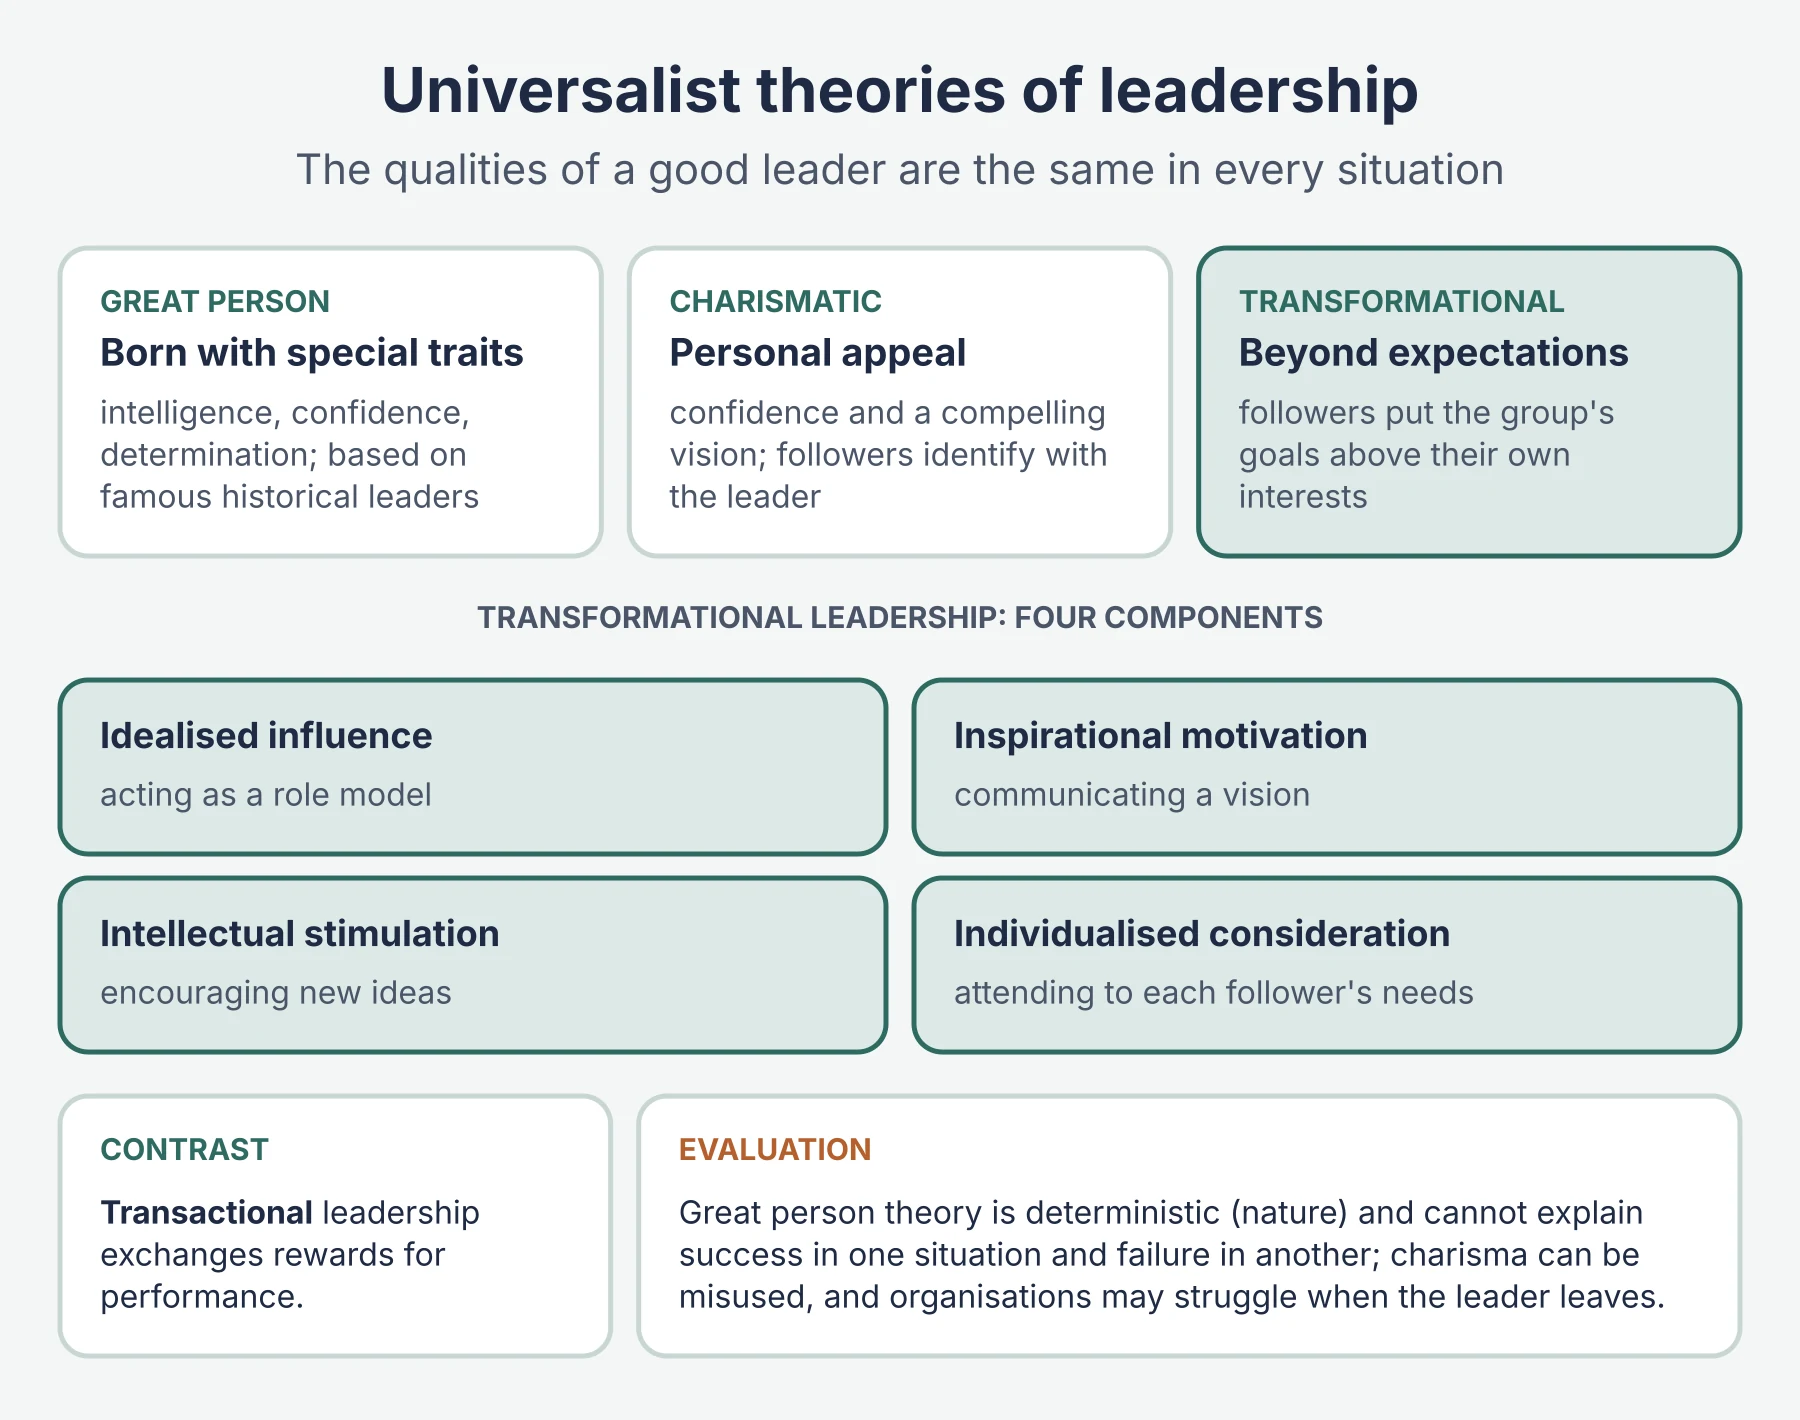 Universalist theories of leadership
The qualities of a good leader are the same in every situation
GREAT PERSON
Born with special traits
intelligence, confidence,
determination; based on
famous historical leaders
CHARISMATIC
Personal appeal
confidence and a compelling
vision; followers identify with
the leader
TRANSFORMATIONAL
Beyond expectations
followers put the group's
goals above their own
interests
TRANSFORMATIONAL LEADERSHIP: FOUR COMPONENTS
Idealised influence
acting as a role model
Inspirational motivation
communicating a vision
Intellectual stimulation
encouraging new ideas
Individualised consideration
attending to each follower's needs
CONTRAST
Transactional leadership
exchanges rewards for
performance.
EVALUATION
Great person theory is deterministic (nature) and cannot explain
success in one situation and failure in another; charisma can be
misused, and organisations may struggle when the leader leaves.